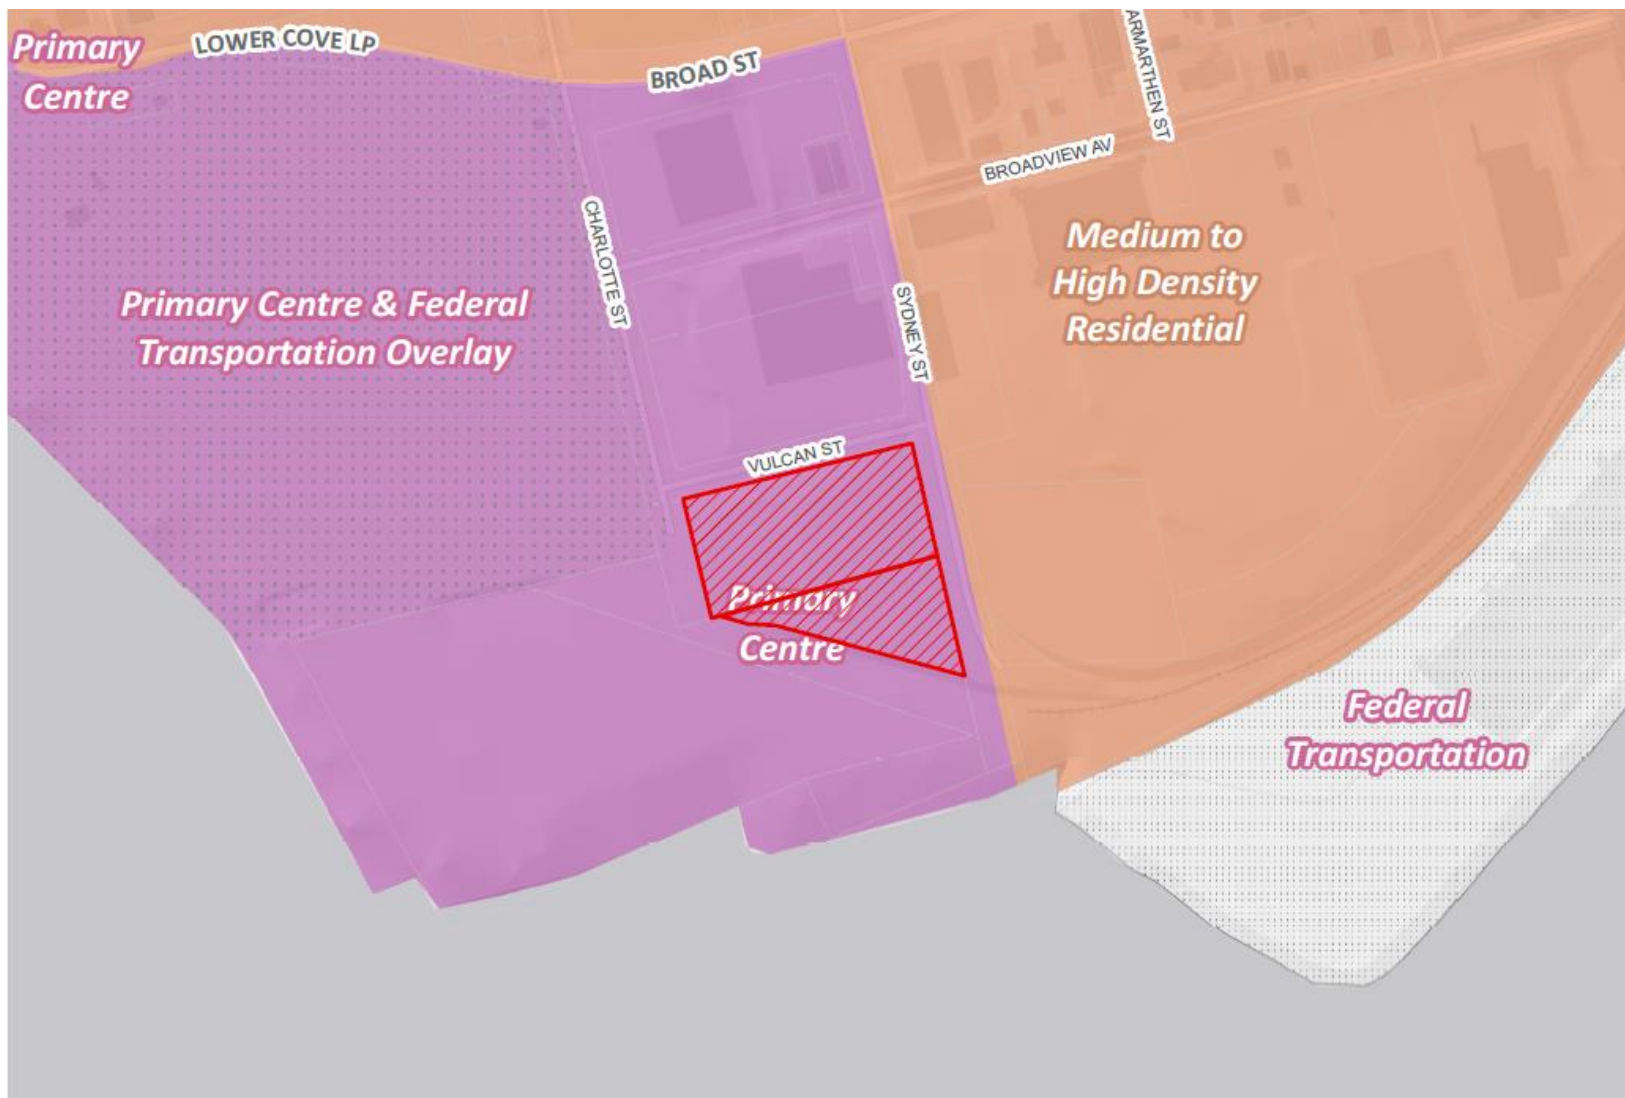 Primary
Centre
LOWER COVE LP
BROAD ST
ARMARTHEN ST
BROADVIEW AV
CHARLOTTE ST
Primary Centre & Federal
Transportation Overlay
SYDNEY ST
Medium to
High Density
Residential
VULCAN ST
Primary
Centre
Federal
Transportation